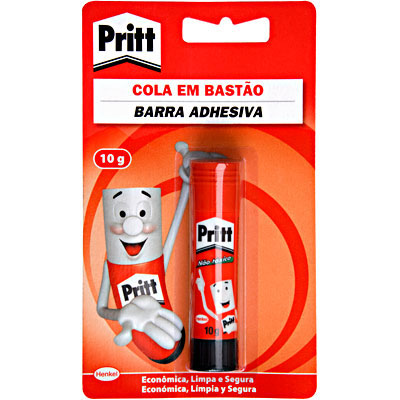 Pritt
COLA EM BASTÃO
BARRA ADHESIVA
10 g
Pritt
Não tóxico
Pritt
10g
Pritt
Henkel
Econômica, Limpa e Segura
Económica, Limpia y Segura